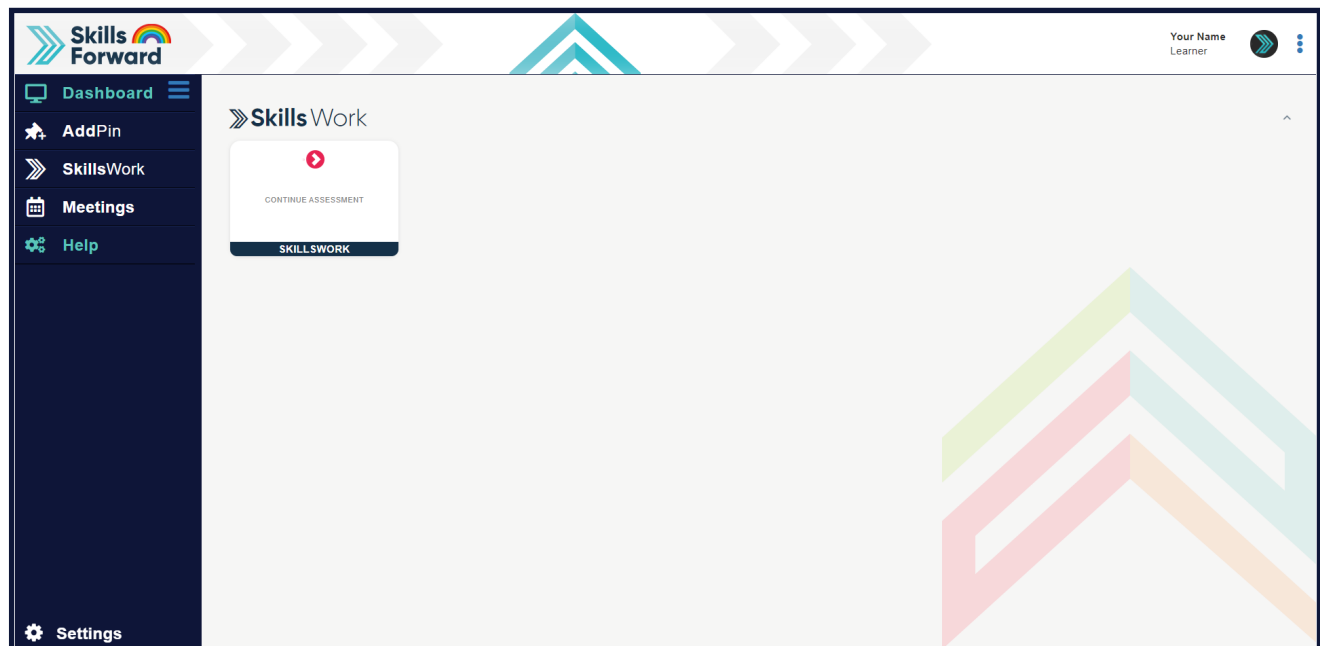 Skills
Forward
Your Name
Learner
Dashboard
AddPin
SkillsWork
Meetings
Help
Settings
Skills Work
CONTINUE ASSESSMENT
SKILLSWORK